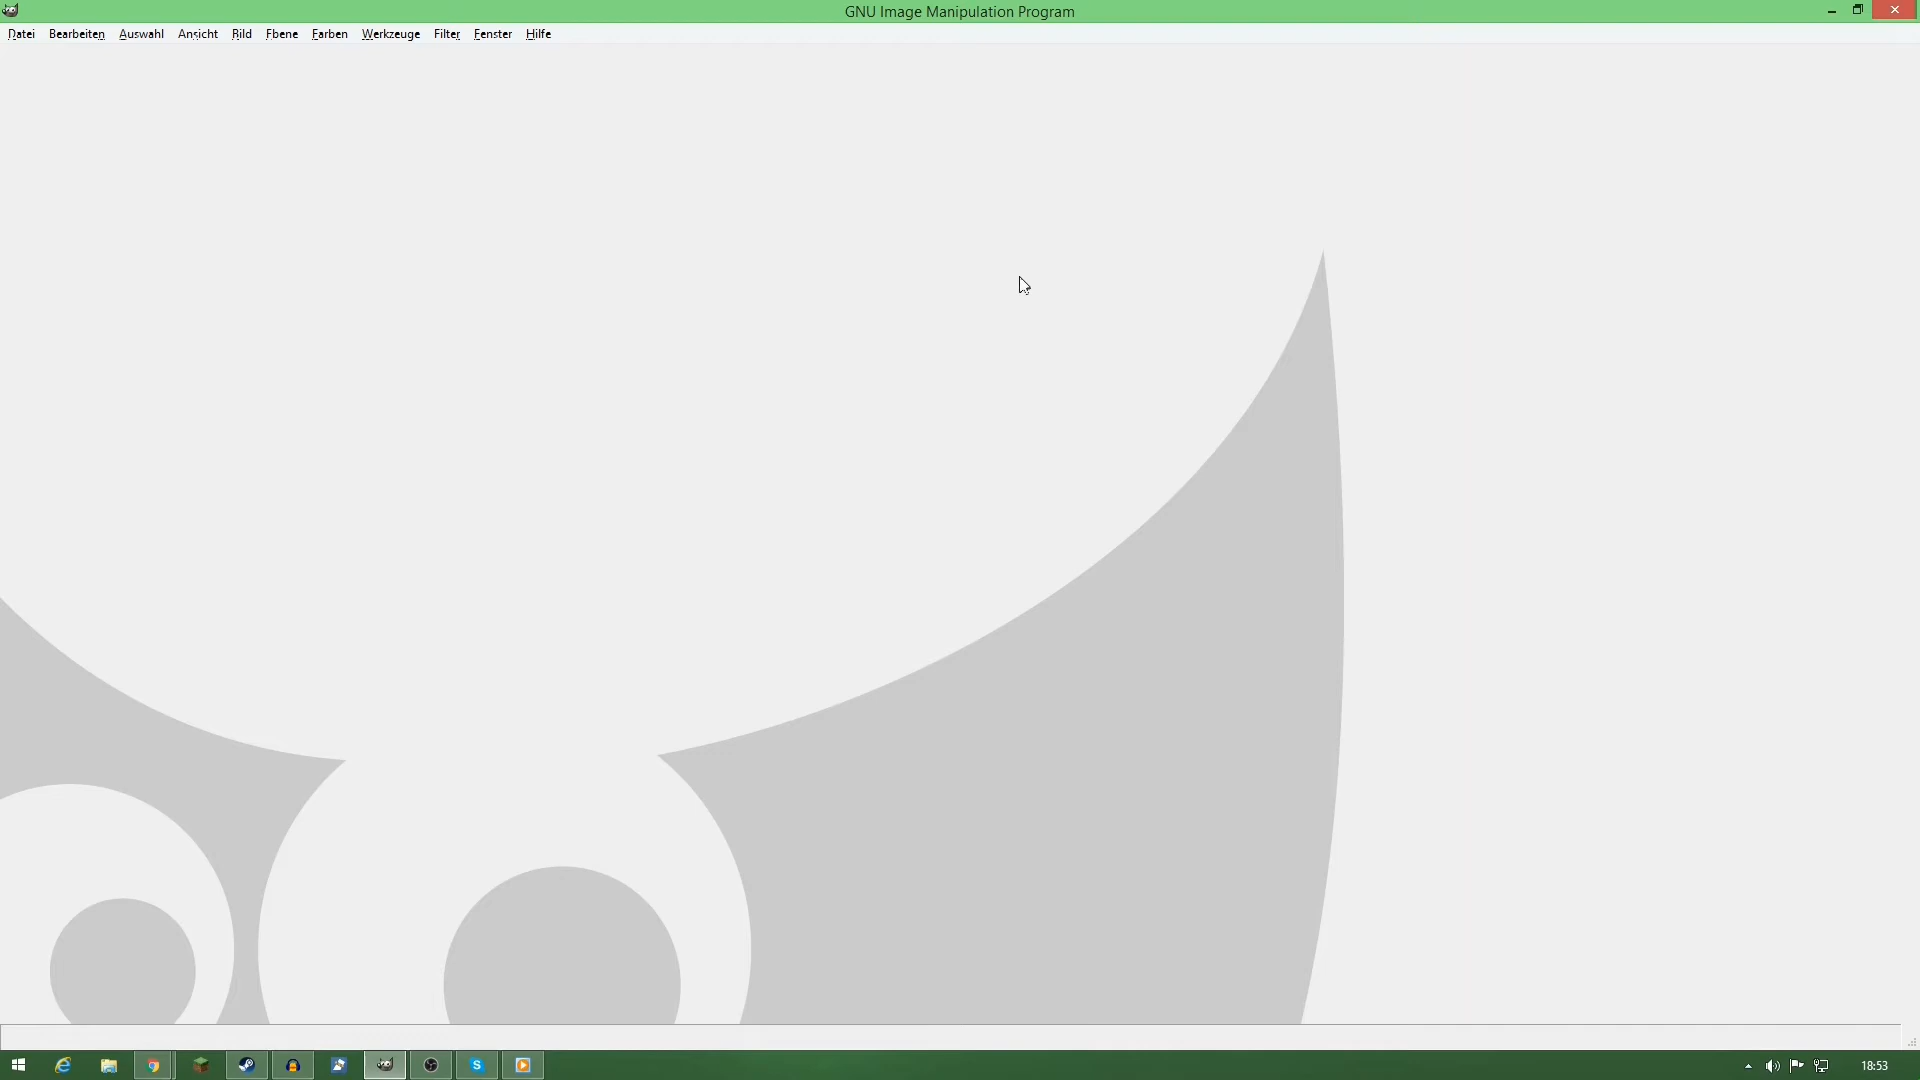 GNU Image Manipulation Program
Datei Bearbeiten Auswahl Ansicht Bild Ebene Farben Werkzeuge Filter Fenster Hilfe
18:53